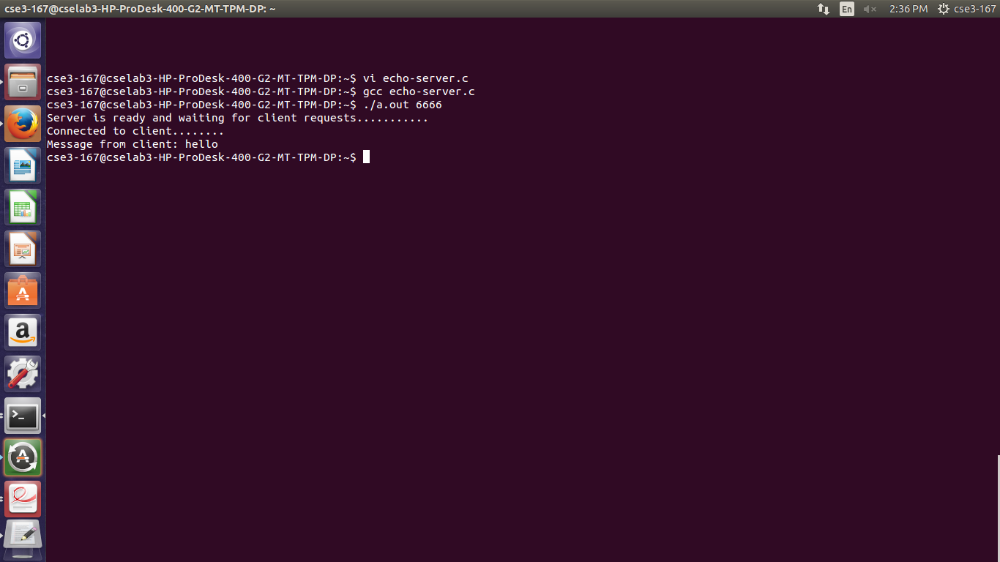 cse3-167@cselab3-HP-ProDesk-400-G2-MT-TPM-DP: ~
En
2:36 PM
cse3-167
cse3-167@cselab3-HP-ProDesk-400-G2-MT-TPM-DP:~$ vi echo-server.c
cse3-167@cselab3-HP-ProDesk-400-G2-MT-TPM-DP:~$ gcc echo-server.c
cse3-167@cselab3-HP-ProDesk-400-G2-MT-TPM-DP:~$ ./a.out 6666
Server is ready and waiting for client requests...........
Connected to client........
Message from client: hello
cse3-167@cselab3-HP-ProDesk-400-G2-MT-TPM-DP:~$